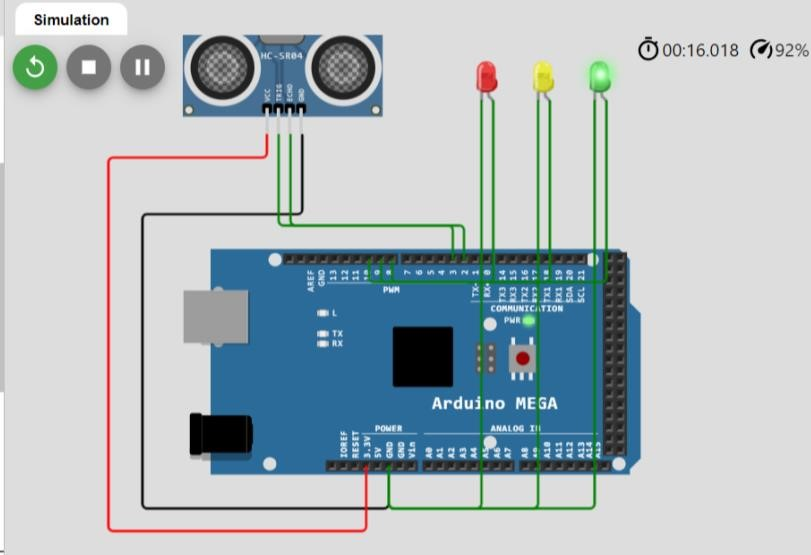 Simulation
00:16.018 92%
HC-SR04
VCC TRIG ECHO GND
AREF GND 13 12 11 10 9 8 7 6 5 4 3 2 1 0 14 15 16 17 18 19 20 21
PWM
TX RX TX3 RX3 TX2 TX1 RX1 SDA SCL
COMMUNICATION
L
PWR
TX
RX
Arduino MEGA
POWER ANALOG IN
IOREF RESET 3.3V 5V GND GND Vin A0 A1 A2 A3 A4 A5 A6 A7 A8 A9 A10 A11 A12 A13 A14 A15